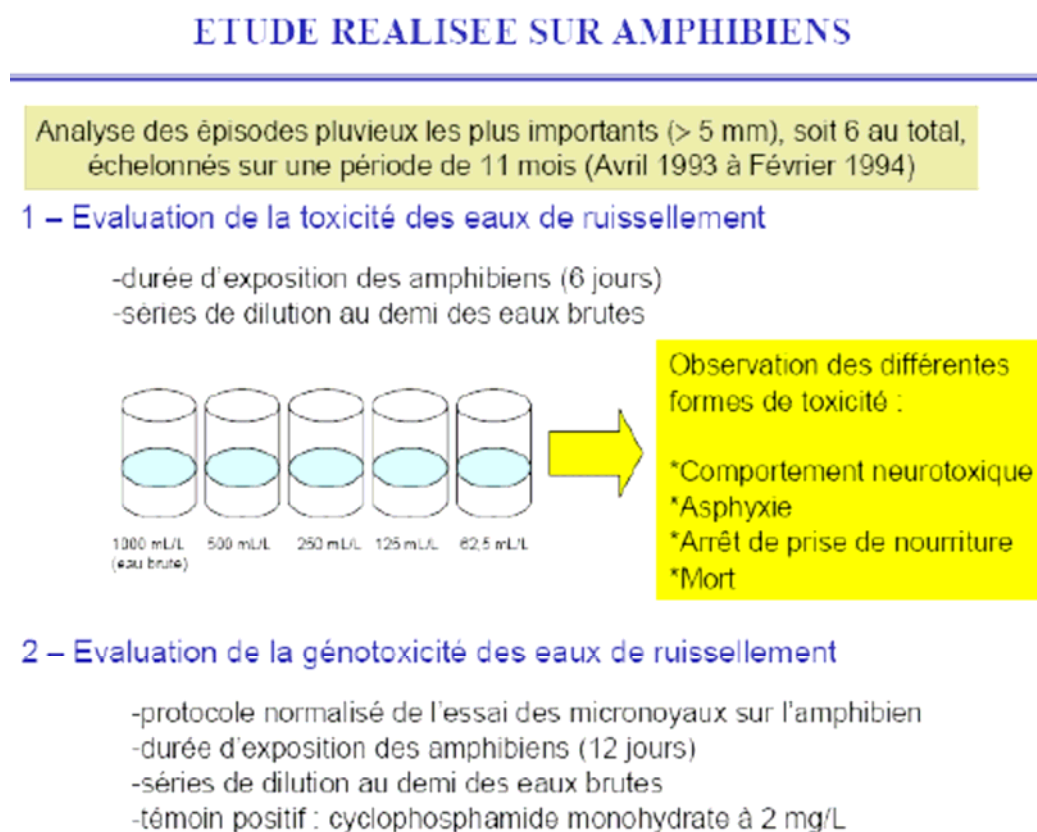 ETUDE REALISEE SUR AMPHIBIENS
Analyse des épisodes pluvieux les plus importants (> 5 mm), soit 6 au total,
échelonnés sur une période de 11 mois (Avril 1993 à Février 1994)
1 – Evaluation de la toxicité des eaux de ruissellement
-durée d'exposition des amphibiens (6 jours)
-séries de dilution au demi des eaux brutes
Observation des différentes
formes de toxicité :
*Comportement neurotoxique
*Asphyxie
*Arrêt de prise de nourriture
*Mort
1000 mL/L 500 mL/L 250 mL/L 125 mL/L 62,5 mL/L
(eau brute)
2 – Evaluation de la génotoxicité des eaux de ruissellement
-protocole normalisé de l'essai des micronoyaux sur l'amphibien
-durée d'exposition des amphibiens (12 jours)
-séries de dilution au demi des eaux brutes
-témoin positif : cyclophosphamide monohydrate à 2 mg/L